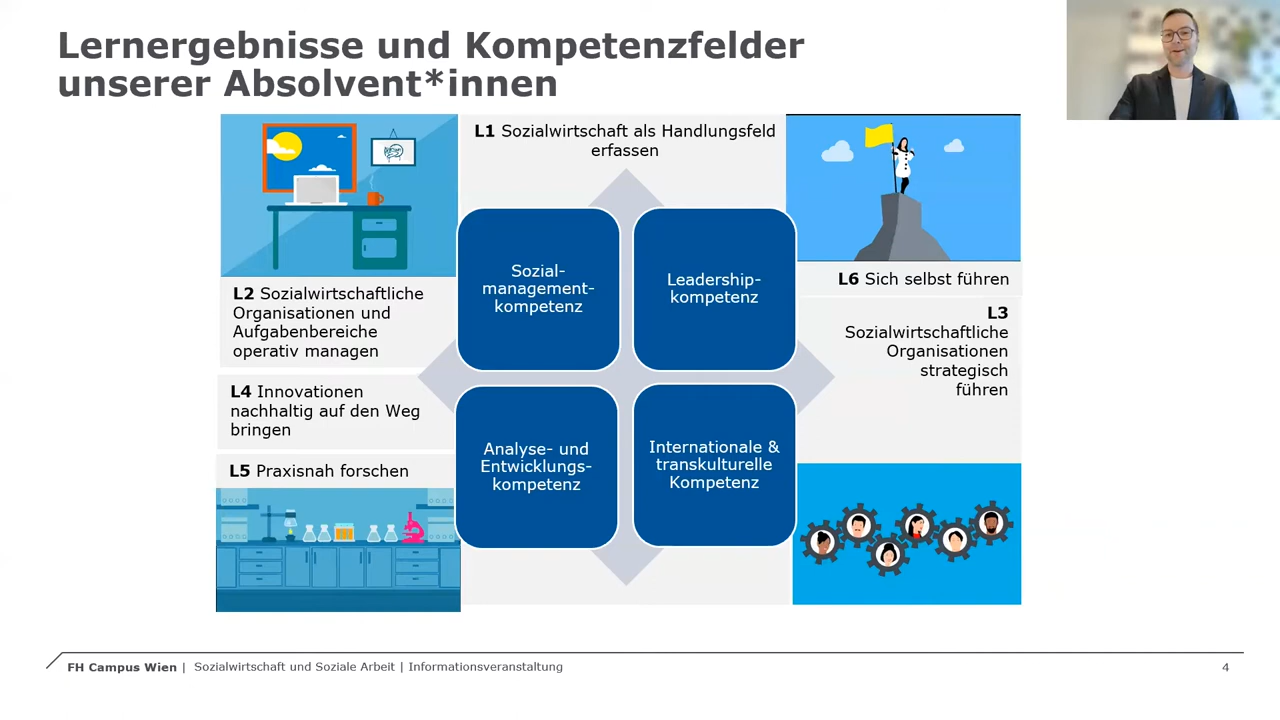 Lernergebnisse und Kompetenzfelder
unserer Absolvent*innen
L1 Sozialwirtschaft als Handlungsfeld
erfassen
Sozial-
management-
kompetenz
Leadership-
kompetenz
L2 Sozialwirtschaftliche
Organisationen und
Aufgabenbereiche
operativ managen
L6 Sich selbst führen
L3
Sozialwirtschaftliche
Organisationen
strategisch
führen
L4 Innovationen
nachhaltig auf den Weg
bringen
L5 Praxisnah forschen
Analyse- und
Entwicklungs-
kompetenz
Internationale &
transkulturelle
Kompetenz
FH Campus Wien | Sozialwirtschaft und Soziale Arbeit | Informationsveranstaltung
4